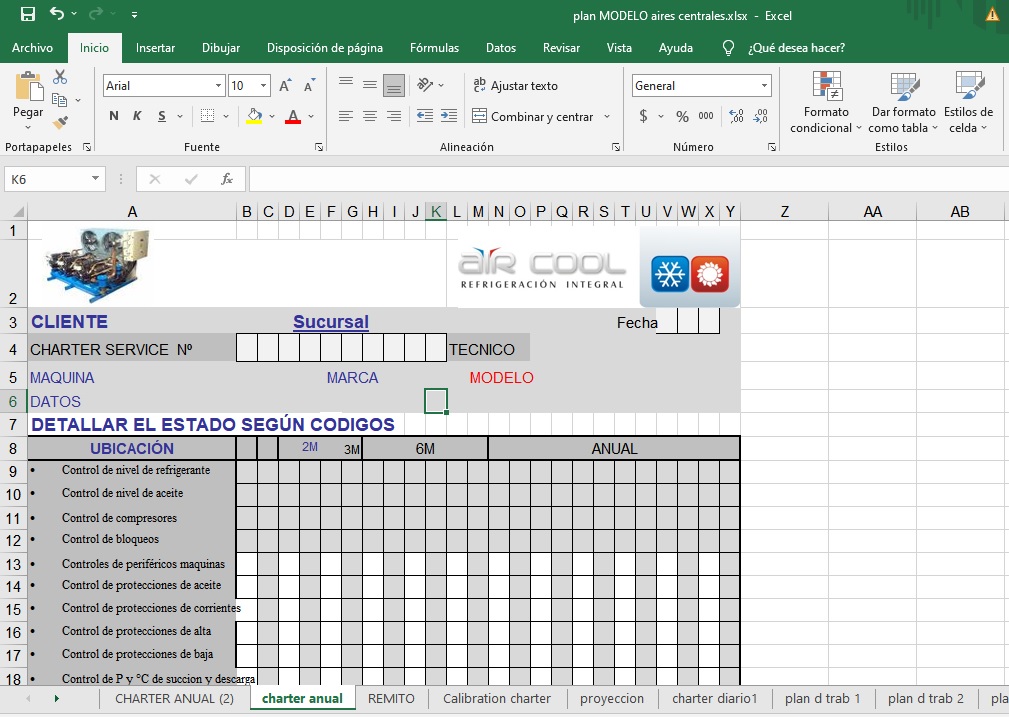 plan MODELO aires centrales.xlsx - Excel
Archivo Inicio Insertar Dibujar Disposición de página Fórmulas Datos Revisar Vista Ayuda ¿Qué desea hacer?
Pegar
Arial 10 A A
N K S A
ab Ajustar texto
Combinar y centrar
General
$ % 000
Formato condicional
Dar formato como tabla
Estilos de celda
Portapapeles Fuente Alineación Número Estilos
K6 fx
A B C D E F G H I J K L M N O P Q R S T U V W X Y Z AA AB
1
2 aır COOL
REFRIGERACIÓN INTEGRAL
3 CLIENTE Sucursal Fecha
4 CHARTER SERVICE Nº TECNICO
5 MAQUINA MARCA MODELO
6 DATOS
7 DETALLAR EL ESTADO SEGÚN CODIGOS
8 UBICACIÓN 2M 3M 6M ANUAL
9 • Control de nivel de refrigerante
10 • Control de nivel de aceite
11 • Control de compresores
12 • Control de bloqueos
13 • Controles de periféricos maquinas
14 • Control de protecciones de aceite
15 • Control de protecciones de corrientes
16 • Control de protecciones de alta
17 • Control de protecciones de baja
18 • Control de P y °C de succion y descarga
CHARTER ANUAL (2) charter anual REMITO Calibration charter proyeccion charter diario1 plan d trab 1 plan d trab 2 pla